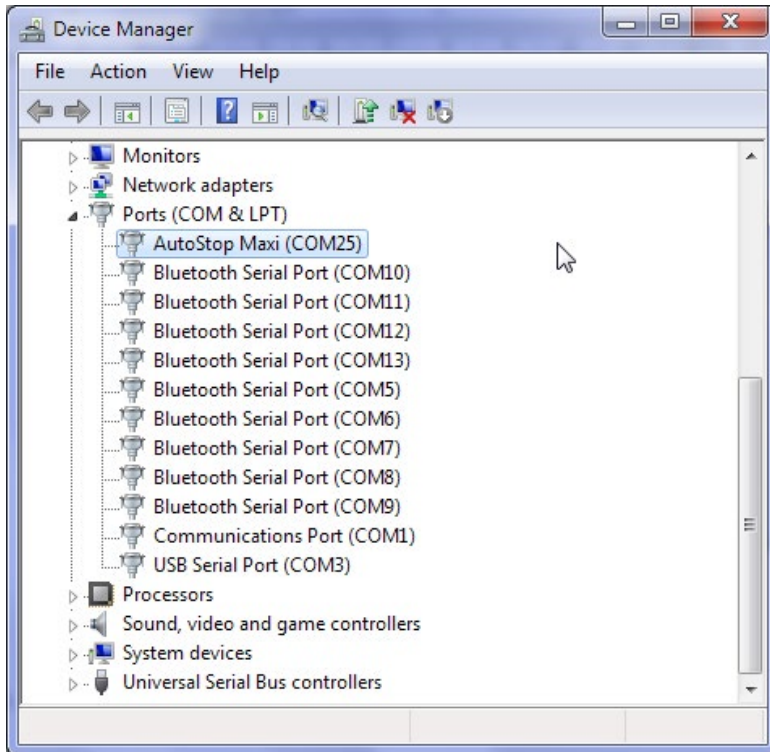 Device Manager
File Action View Help
Monitors
Network adapters
Ports (COM & LPT)
AutoStop Maxi (COM25)
Bluetooth Serial Port (COM10)
Bluetooth Serial Port (COM11)
Bluetooth Serial Port (COM12)
Bluetooth Serial Port (COM13)
Bluetooth Serial Port (COM5)
Bluetooth Serial Port (COM6)
Bluetooth Serial Port (COM7)
Bluetooth Serial Port (COM8)
Bluetooth Serial Port (COM9)
Communications Port (COM1)
USB Serial Port (COM3)
Processors
Sound, video and game controllers
System devices
Universal Serial Bus controllers